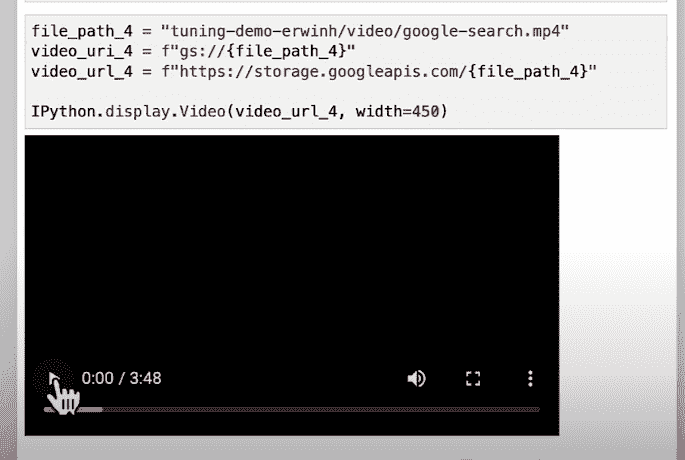 file_path_4 = "tuning-demo-erwinh/video/google-search.mp4"
video_uri_4 = f"gs://{file_path_4}"
video_url_4 = f"https://storage.googleapis.com/{file_path_4}"
IPython.display.Video(video_url_4, width=450)
0:00 / 3:48